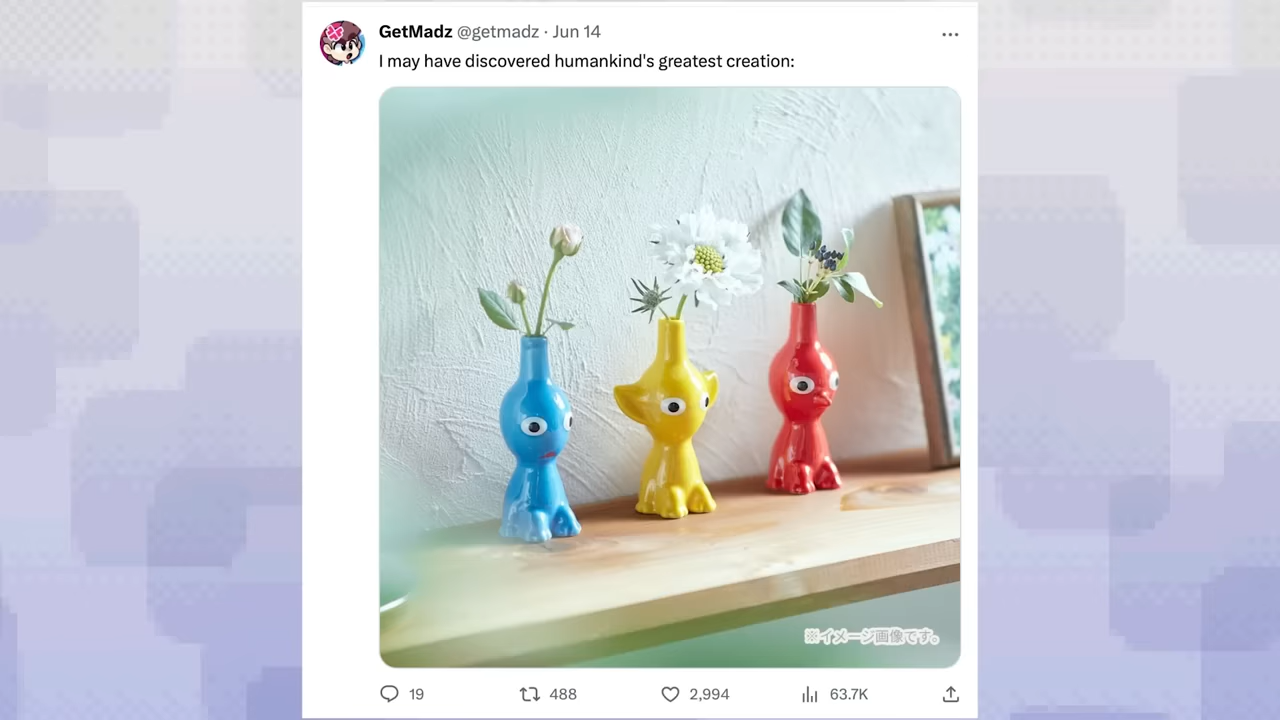 GetMadz @getmadz · Jun 14
I may have discovered humankind's greatest creation:
※イメージ画像です。
19 488 2,994 63.7K